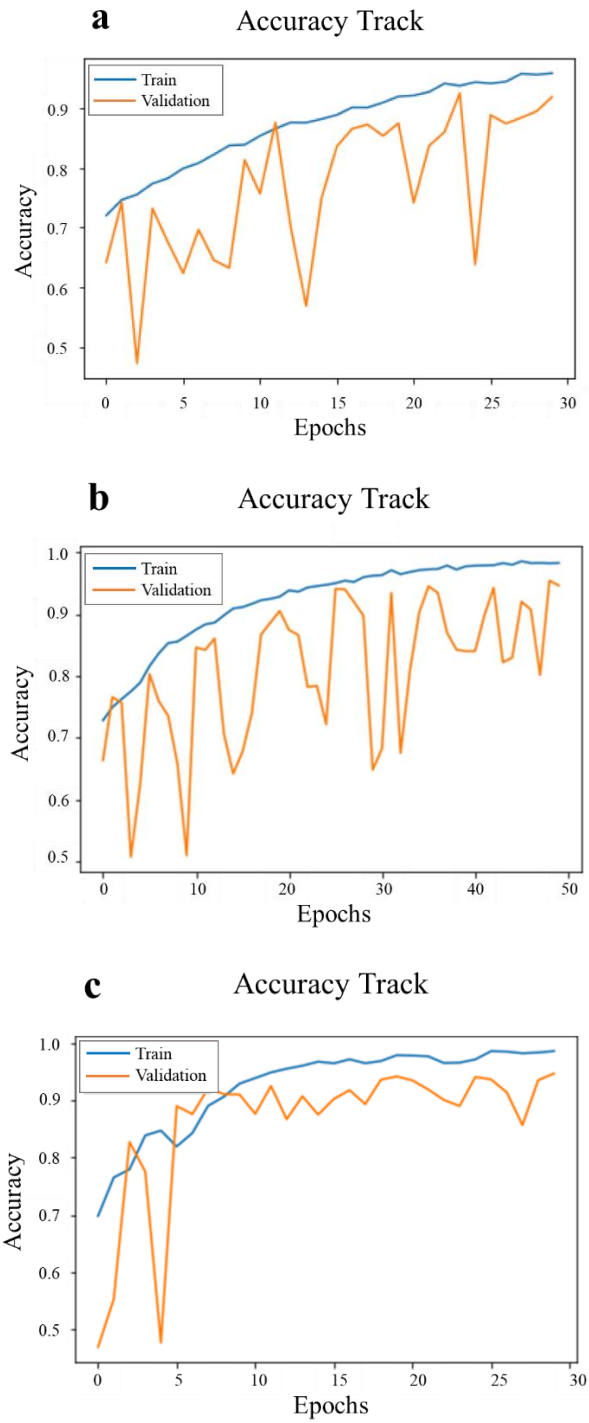 a Accuracy Track
Train
Validation
0.9
0.8
0.7
0.6
0.5
Accuracy
0 5 10 15 20 25 30
Epochs
b Accuracy Track
1.0
Train
Validation
0.9
0.8
0.7
0.6
0.5
Accuracy
0 10 20 30 40 50
Epochs
c Accuracy Track
1.0
Train
Validation
0.9
0.8
0.7
0.6
0.5
Accuracy
0 5 10 15 20 25 30
Epochs